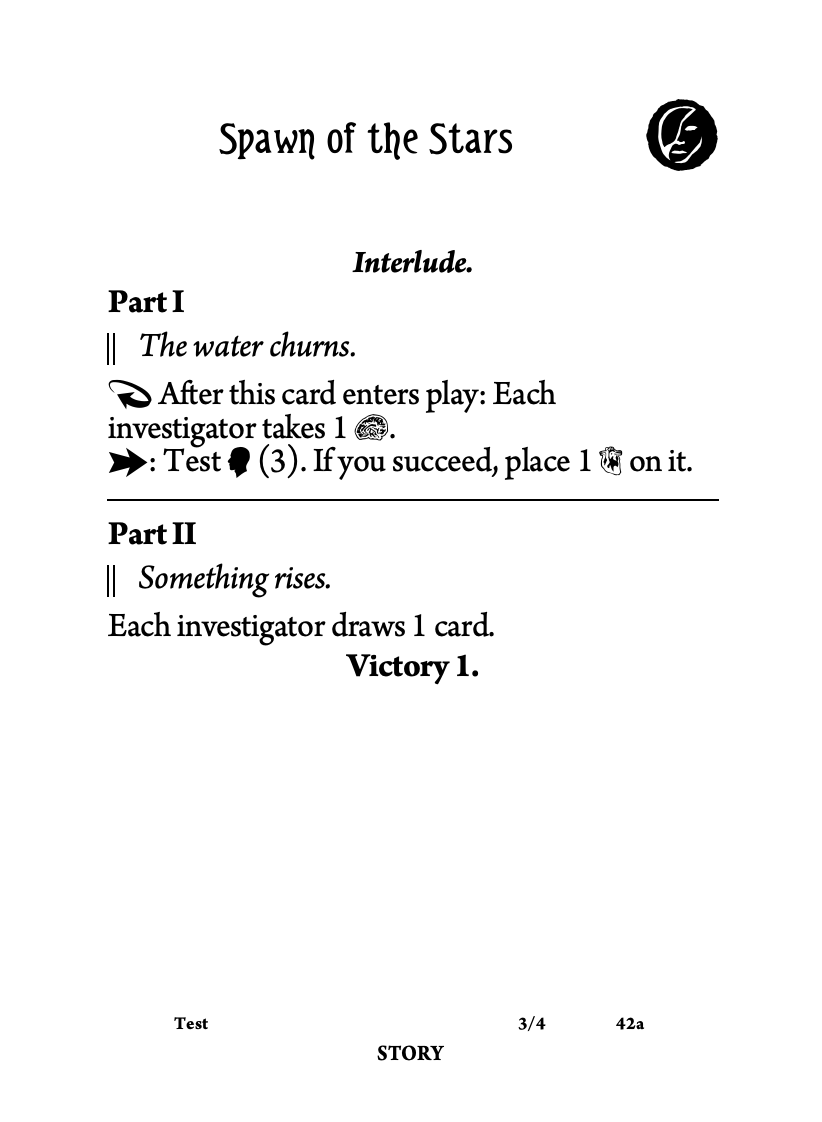 Spawn of the Stars
Interlude.
Part I
The water churns.
After this card enters play: Each
investigator takes 1 .
: Test (3). If you succeed, place 1 on it.
Part II
Something rises.
Each investigator draws 1 card.
Victory 1.
Test 3/4 42a
STORY